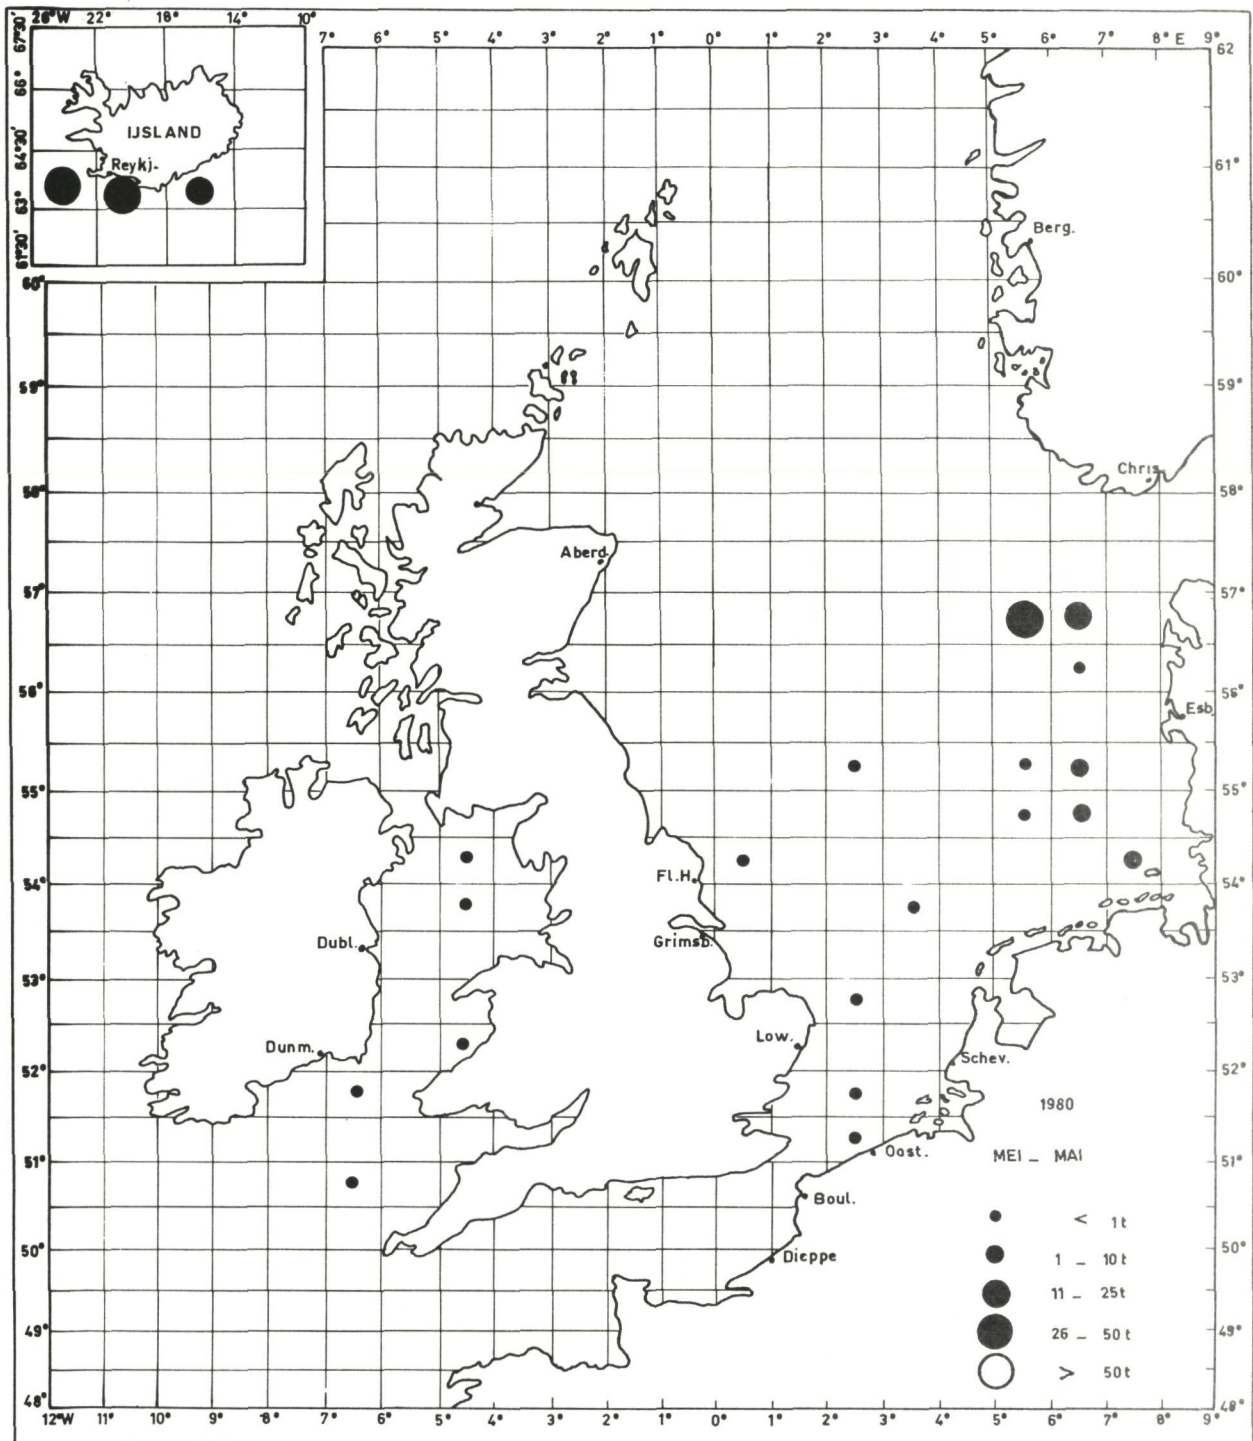 26°W 22° 18° 14° 10°
67°30'
66°
64°30'
63°
61°30'
IJSLAND
Reykj.
7° 6° 5° 4° 3° 2° 1° 0° 1° 2° 3° 4° 5° 6° 7° 8° E 9°
62
61°
60° 60°
59° 59°
58° 58°
57° 57°
56° 56°
55° 55°
54° 54°
53° 53°
52° 52°
51° 51°
50° 50°
49° 49°
48° 48°
Berg.
Chris
Aberd.
Esb.
Fl.H.
Dubl.
Grimsb.
Dunm.
Low.
Schev.
Oost.
Boul.
Dieppe
1980
MEI _ MAI
< 1t
1 _ 10t
11 _ 25t
26 _ 50t
> 50t
12°W 11° 10° 9° 8° 7° 6° 5° 4° 3° 2° 1° 0° 1° 2° 3° 4° 5° 6° 7° 8° 9°